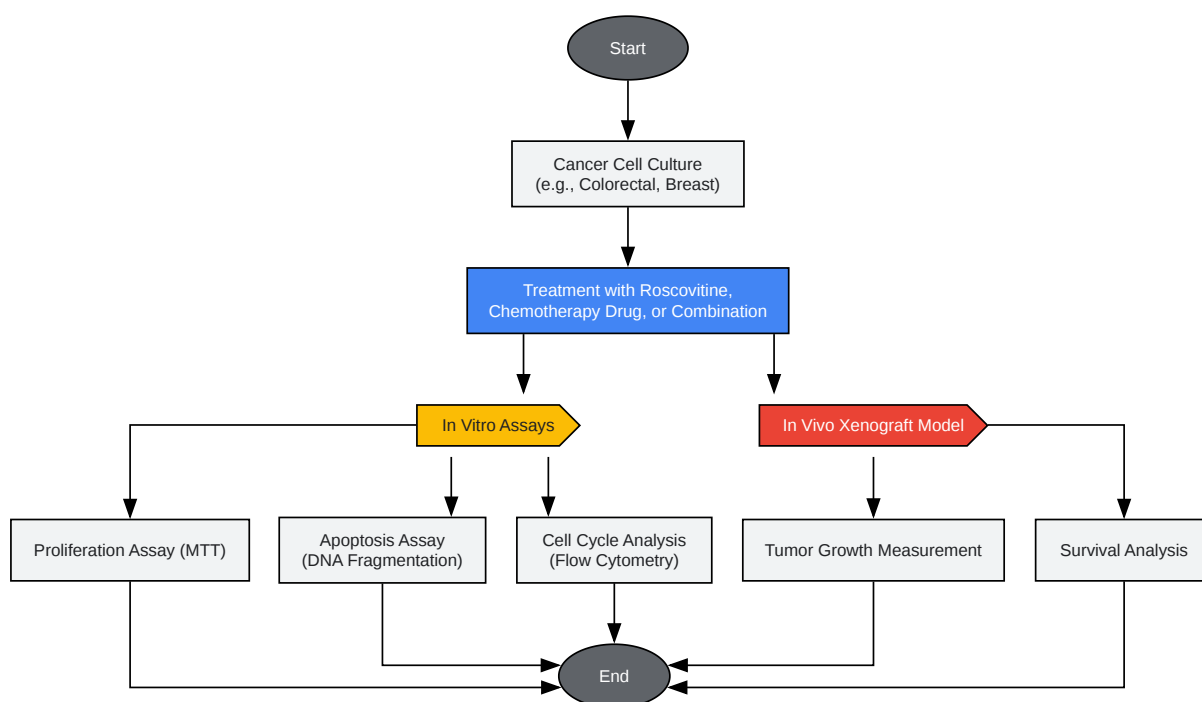 Start
Cancer Cell Culture
(e.g., Colorectal, Breast)
Treatment with Roscovitine,
Chemotherapy Drug, or Combination
In Vitro Assays
In Vivo Xenograft Model
Proliferation Assay (MTT)
Apoptosis Assay
(DNA Fragmentation)
Cell Cycle Analysis
(Flow Cytometry)
Tumor Growth Measurement
Survival Analysis
End